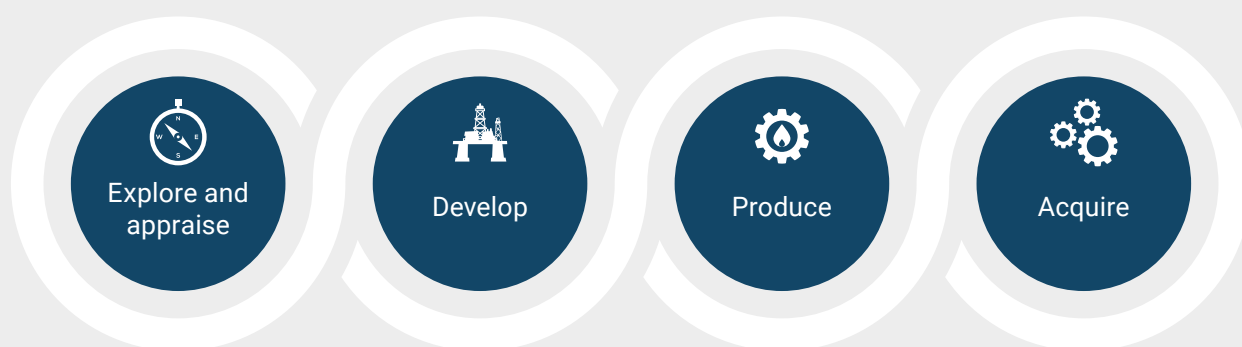 N
W E
S
Explore and
appraise
Develop
Produce
Acquire